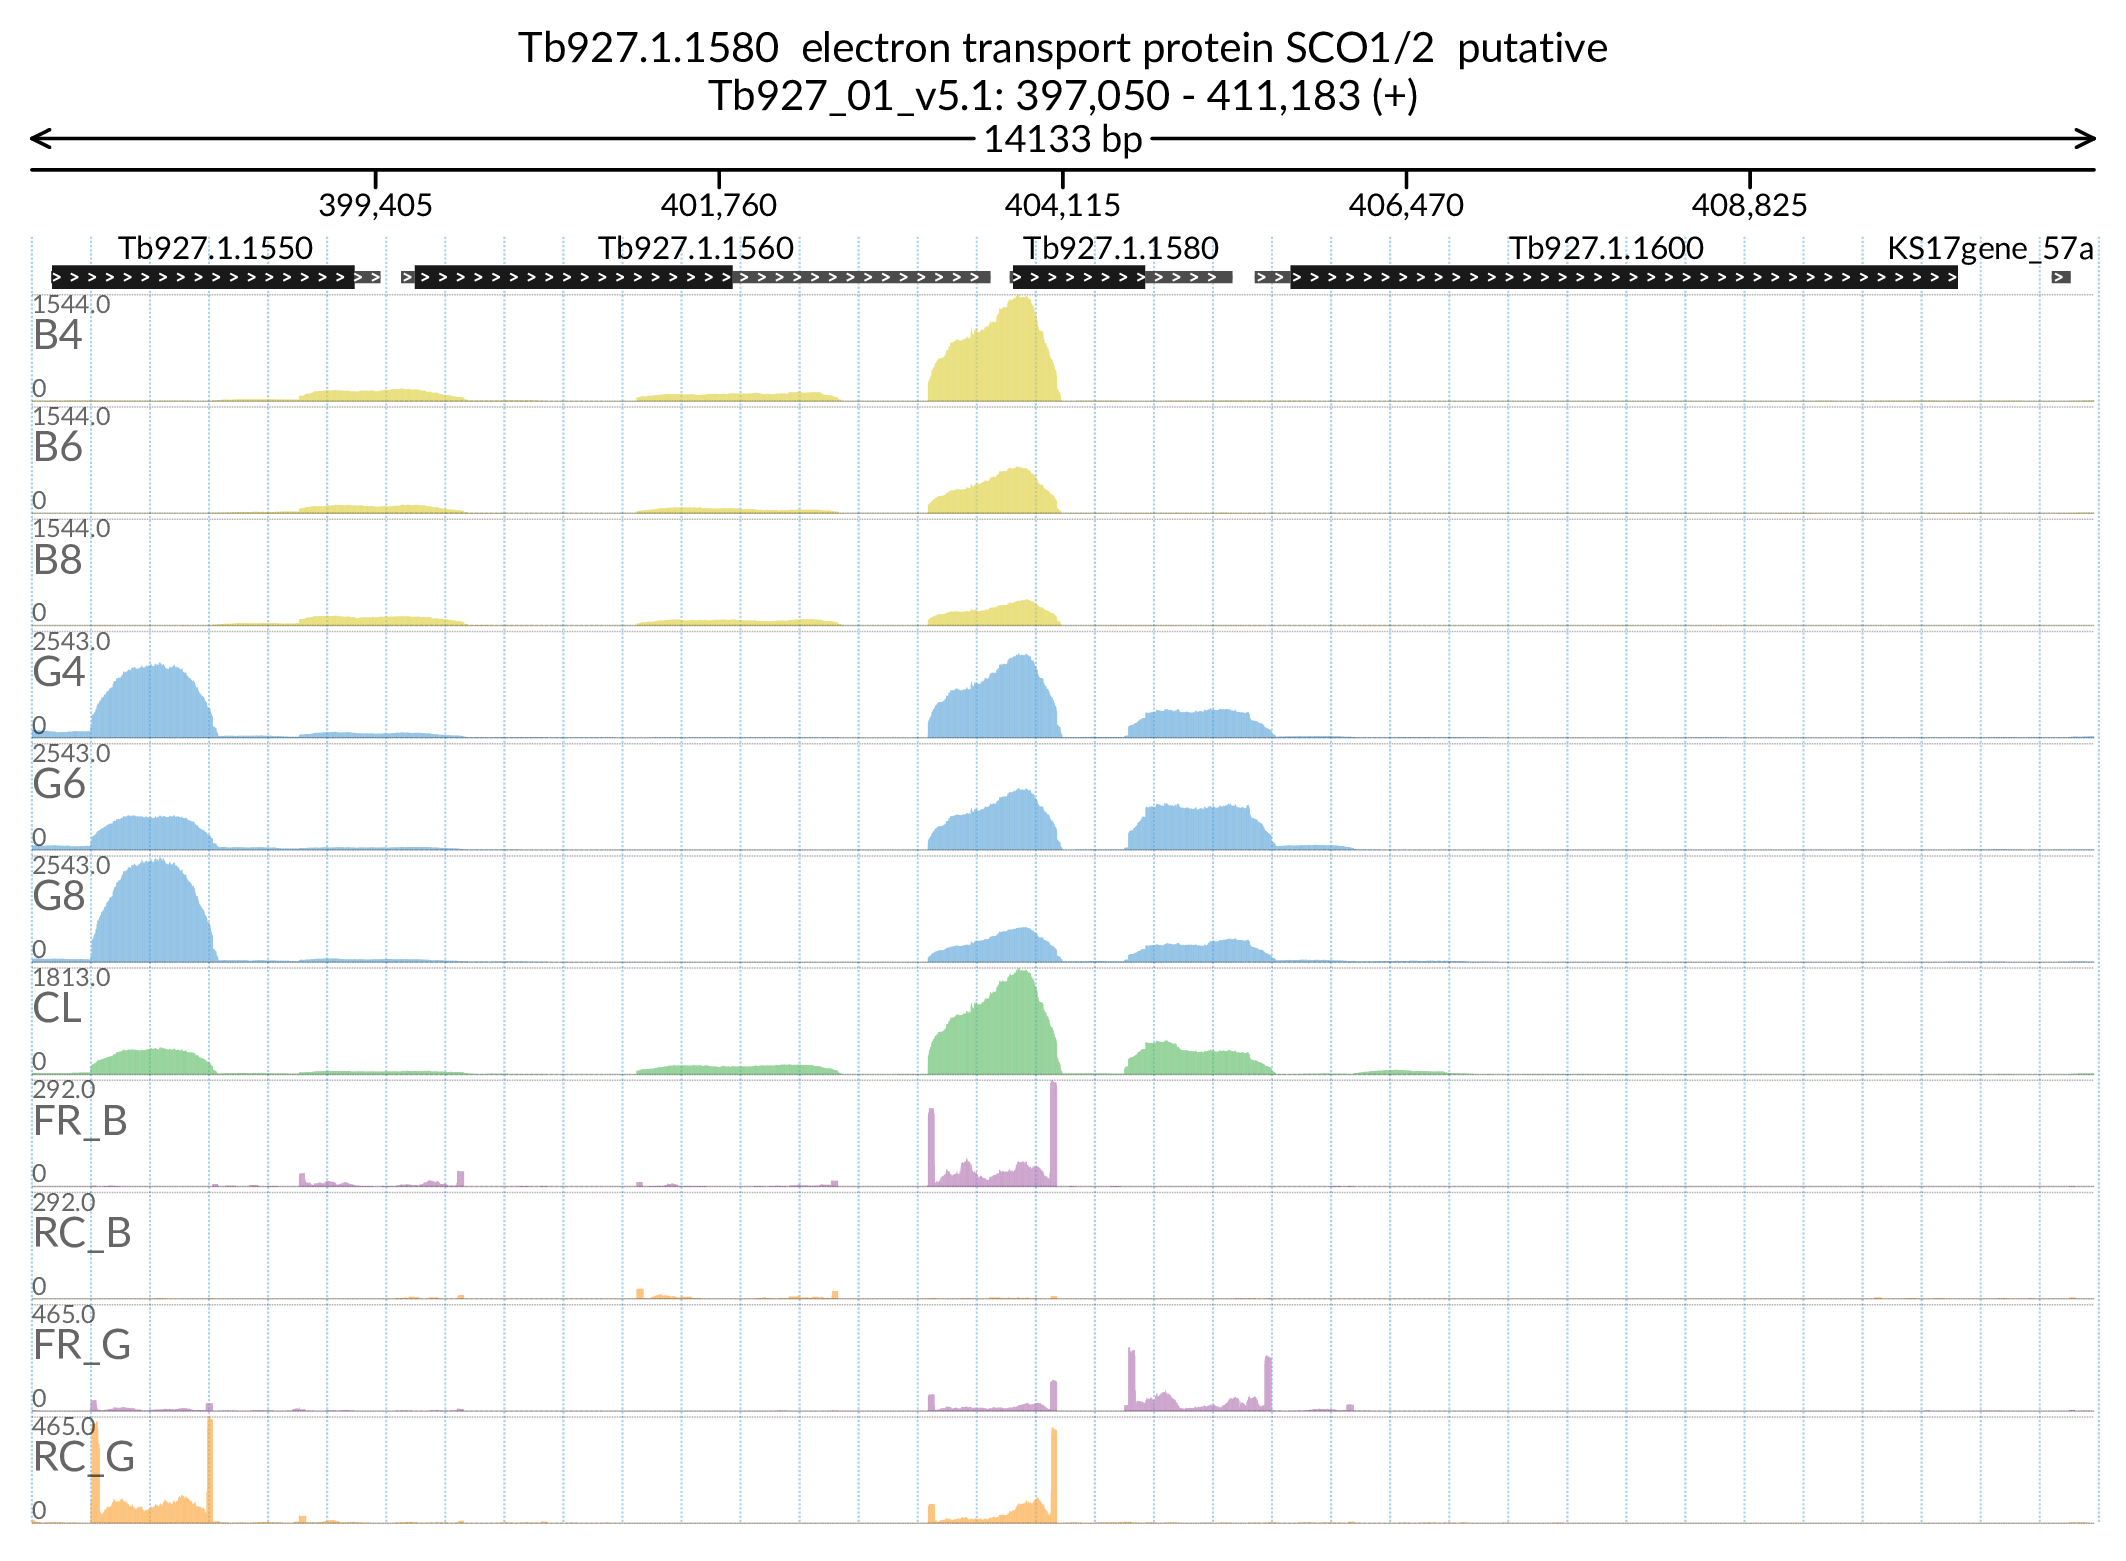 Tb927.1.1580 electron transport protein SCO1/2 putative
Tb927_01_v5.1: 397,050 - 411,183 (+)
14133 bp
399,405 401,760 404,115 406,470 408,825
Tb927.1.1550 Tb927.1.1560 Tb927.1.1580 Tb927.1.1600 KS17gene_57a
1544.0
B4
0
1544.0
B6
0
1544.0
B8
0
2543.0
G4
0
2543.0
G6
0
2543.0
G8
0
1813.0
CL
0
292.0
FR_B
0
292.0
RC_B
0
465.0
FR_G
0
465.0
RC_G
0